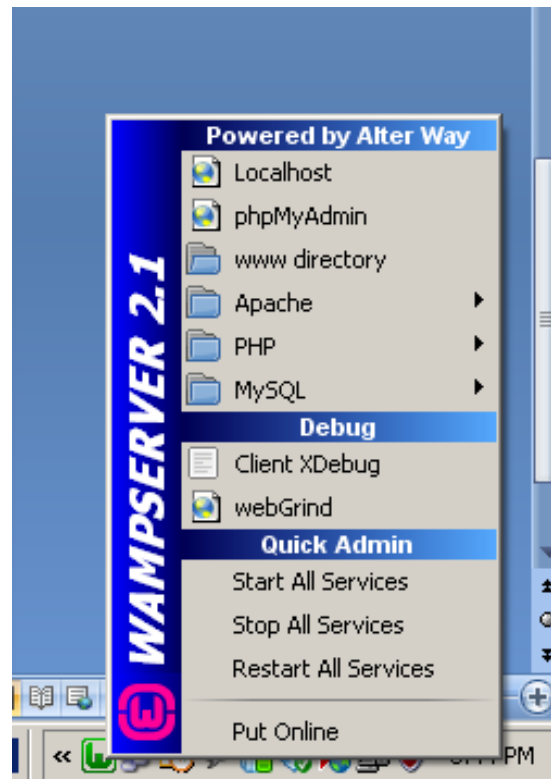 Powered by Alter Way
Localhost
phpMyAdmin
www directory
Apache
PHP
MySQL
Debug
Client XDebug
webGrind
Quick Admin
Start All Services
Stop All Services
Restart All Services
Put Online
WAMPSERVER 2.1
PM